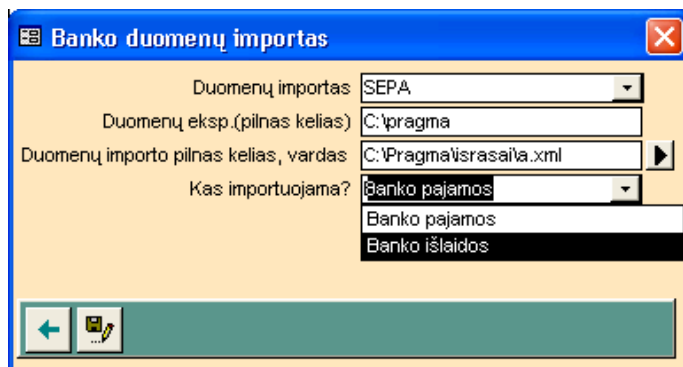 Banko duomenų importas
Duomenų importas SEPA
Duomenų eksp.(pilnas kelias) C:\pragma
Duomenų importo pilnas kelias, vardas C:\Pragma\israsai\a.xml
Kas importuojama? Banko pajamos
Banko pajamos
Banko išlaidos